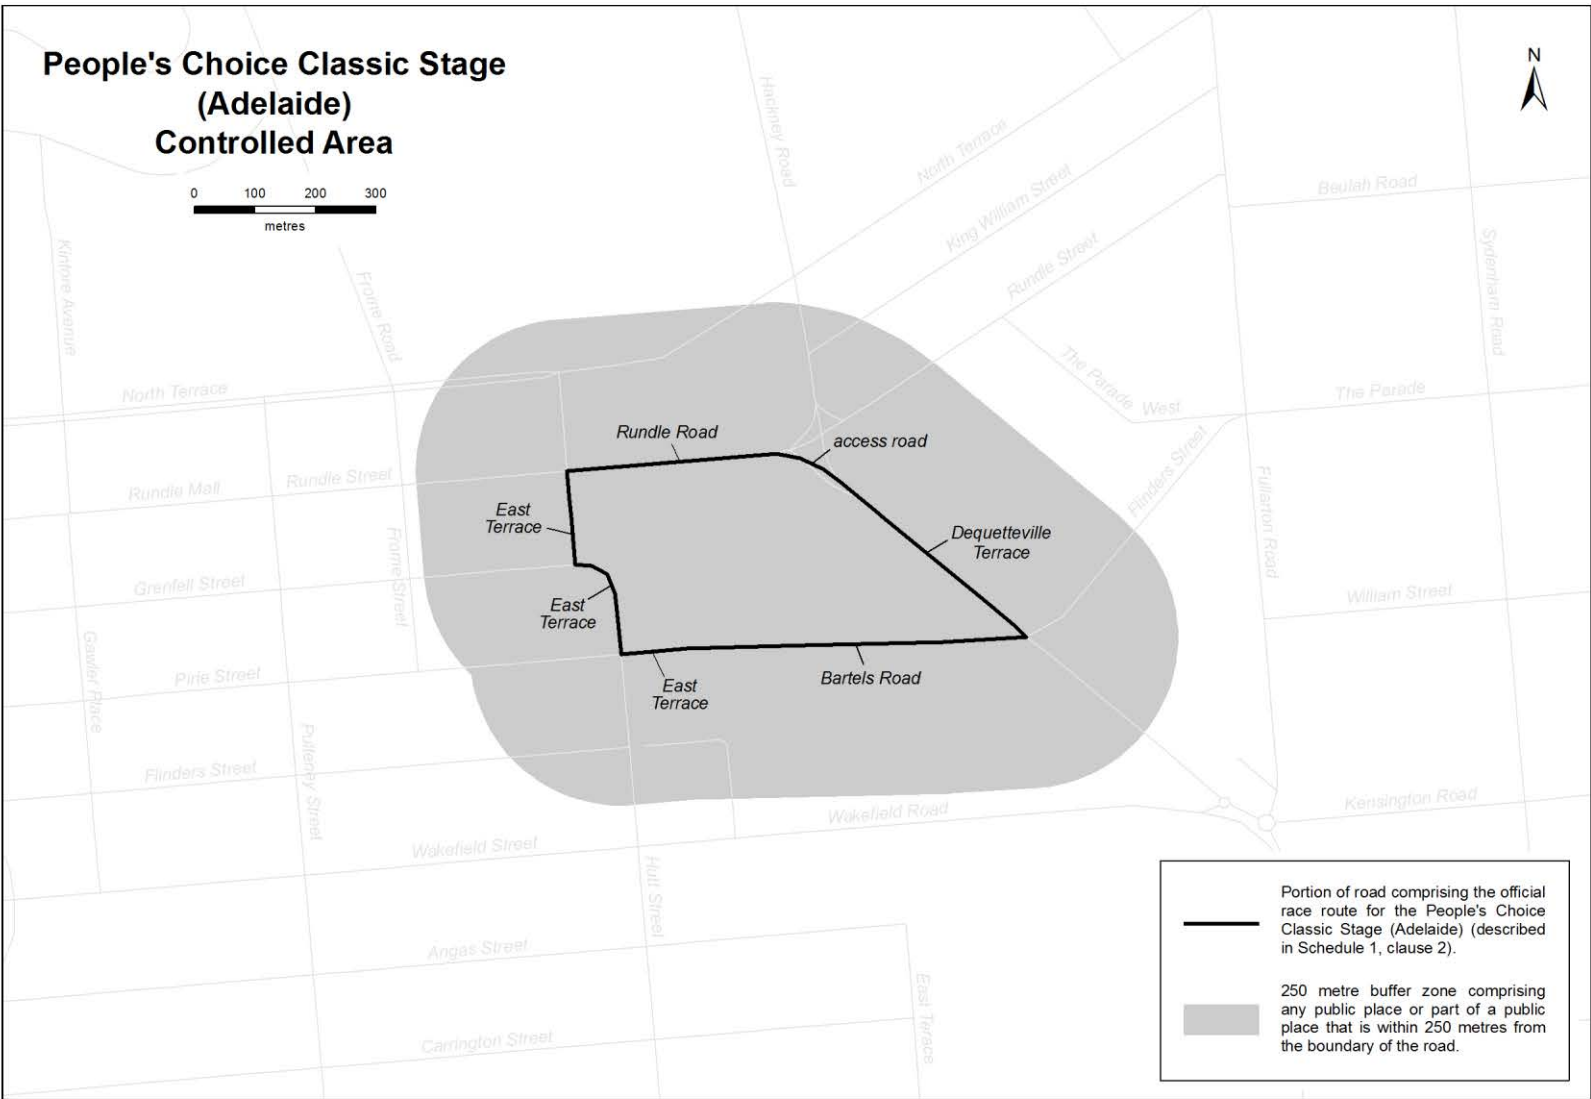 People's Choice Classic Stage
(Adelaide)
Controlled Area
0 100 200 300
metres
N
Hackney Road
North Terrace
King William Street
Rundle Street
Beulah Road
Sydenham Road
Kintore Avenue
Frome Road
The Parade
West
The Parade
North Terrace
Rundle Road
access road
Flinders Street
Fullarton Road
Rundle Mall
Rundle Street
East
Terrace
Dequetteville
Terrace
Frome Street
Grenfell Street
East
Terrace
William Street
Gawler Place
Pirie Street
East
Terrace
Bartels Road
Pulteney Street
Flinders Street
Wakefield Road
Kensington Road
Wakefield Street
Hutt Street
Angas Street
East Terace
Carrington Street
Portion of road comprising the official
race route for the People's Choice
Classic Stage (Adelaide) (described
in Schedule 1, clause 2).
250 metre buffer zone comprising
any public place or part of a public
place that is within 250 metres from
the boundary of the road.